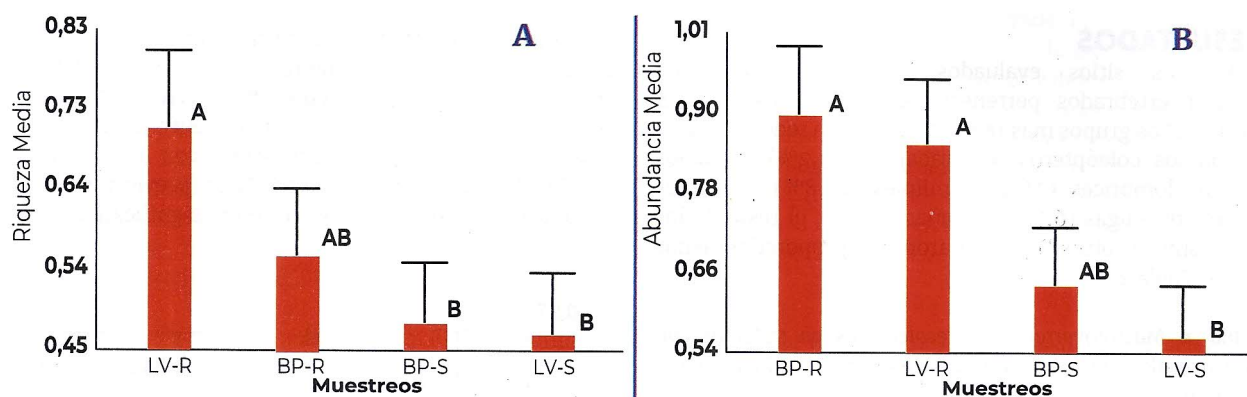 0,83
A
0,73
A
0,64
AB
0,54
B
B
0,45
Riqueza Media
LV-R BP-R BP-S LV-S
Muestreos
1,01
B
0,90
A
A
0,78
0,66
AB
B
0,54
Abundancia Media
BP-R LV-R BP-S LV-S
Muestreos